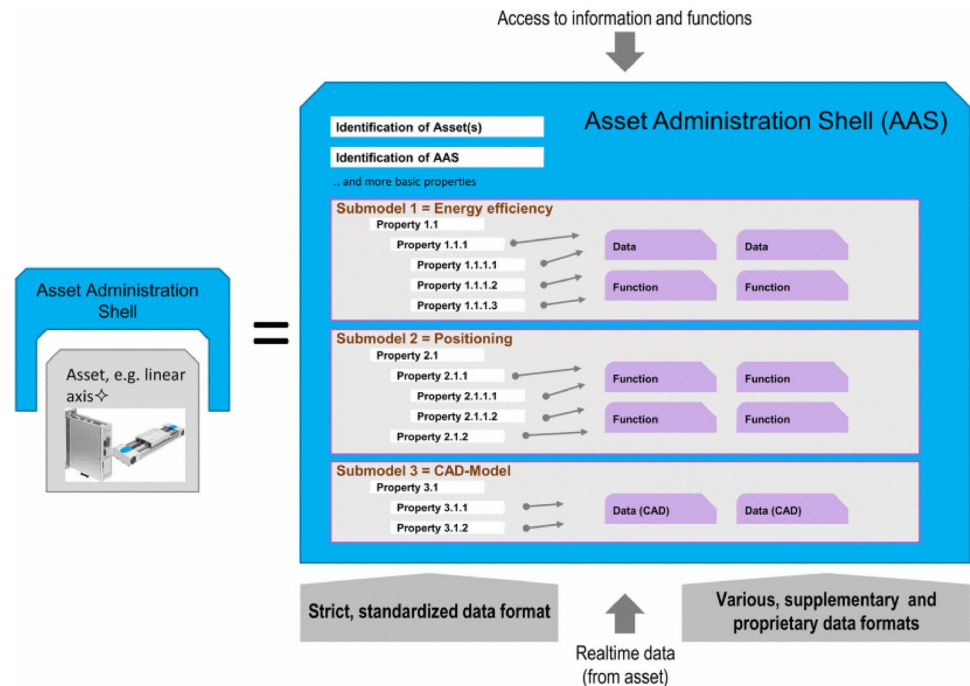 Access to information and functions
Asset Administration Shell (AAS)
Identification of Asset(s)
Identification of AAS
.. and more basic properties
Submodel 1 = Energy efficiency
Property 1.1
Property 1.1.1
Property 1.1.1.1
Property 1.1.1.2
Property 1.1.1.3
Data
Data
Function
Function
Submodel 2 = Positioning
Property 2.1
Property 2.1.1
Property 2.1.1.1
Property 2.1.1.2
Property 2.1.2
Function
Function
Function
Function
Submodel 3 = CAD-Model
Property 3.1
Property 3.1.1
Property 3.1.2
Data (CAD)
Data (CAD)
Asset Administration
Shell
=
Asset, e.g. linear
axis✧
Strict, standardized data format
Various, supplementary and
proprietary data formats
Realtime data
(from asset)